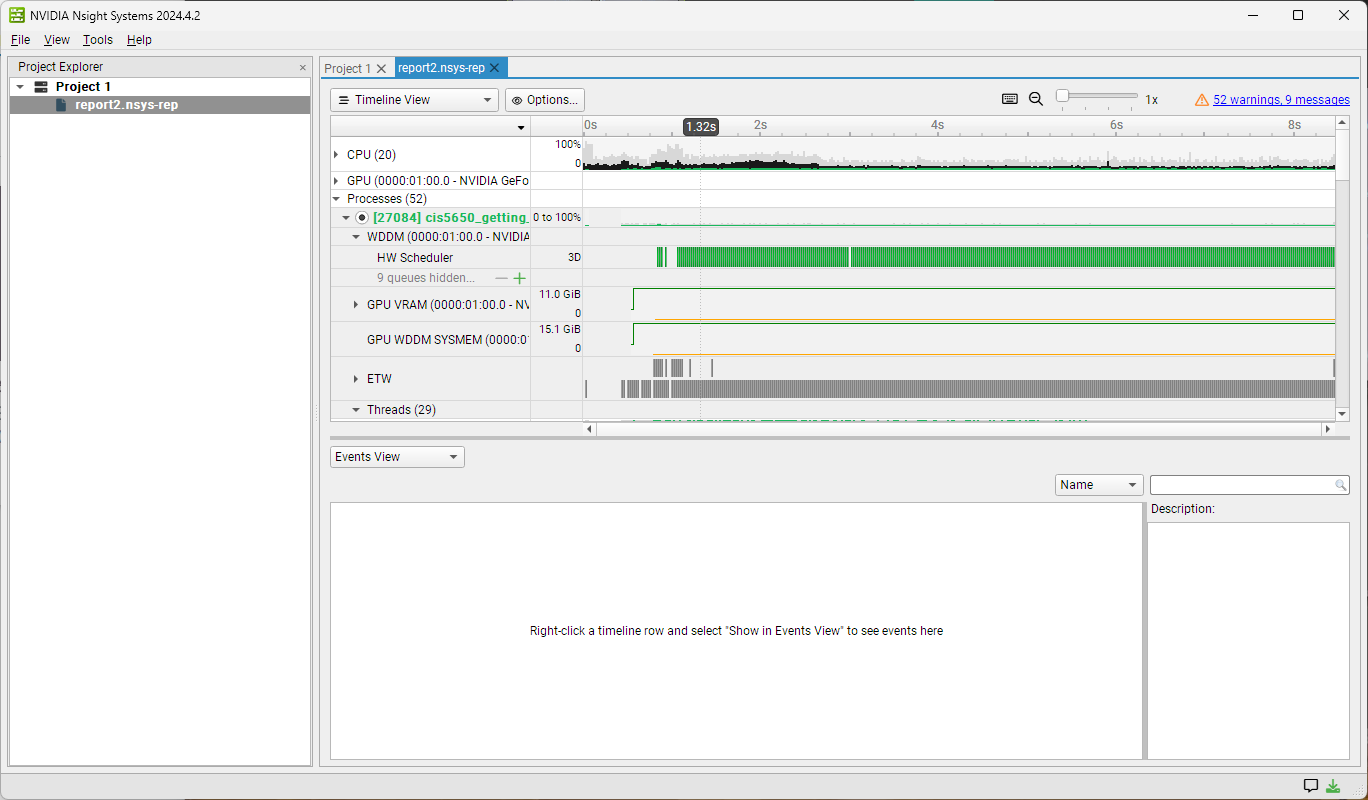 NVIDIA Nsight Systems 2024.4.2
File View Tools Help
Project Explorer
Project 1
report2.nsys-rep
Project 1
report2.nsys-rep
Timeline View
Options...
1x
52 warnings, 9 messages
0s 1.32s 2s 4s 6s 8s
CPU (20)
100%
0
GPU (0000:01:00.0 - NVIDIA GeFo
Processes (52)
[27084] cis5650_getting_
0 to 100%
WDDM (0000:01:00.0 - NVIDIA
HW Scheduler
3D
9 queues hidden...
GPU VRAM (0000:01:00.0 - NV
11.0 GiB
0
GPU WDDM SYSMEM (0000:0
15.1 GiB
0
ETW
Threads (29)
Events View
Name
Description:
Right-click a timeline row and select "Show in Events View" to see events here